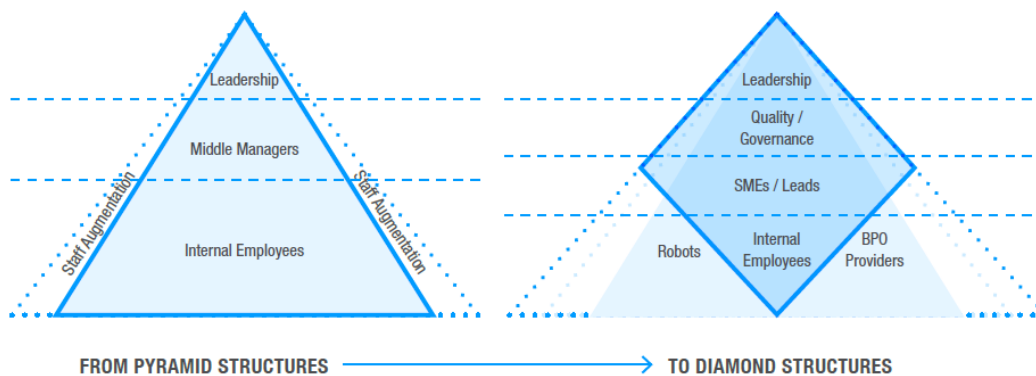 Leadership
Middle Managers
Internal Employees
Staff Augmentation
Staff Augmentation
Leadership
Quality /
Governance
SMEs / Leads
Robots
Internal
Employees
BPO
Providers
FROM PYRAMID STRUCTURES
TO DIAMOND STRUCTURES